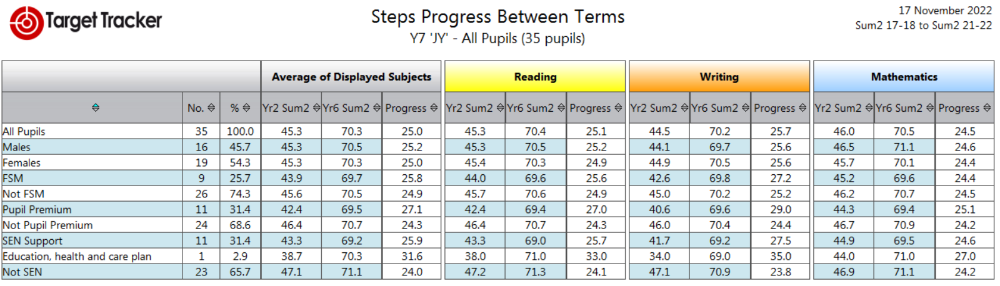 Target Tracker
Steps Progress Between Terms
Y7 'JY' - All Pupils (35 pupils)
17 November 2022
Sum2 17-18 to Sum2 21-22
Average of Displayed Subjects Reading Writing Mathematics
No. % Yr2 Sum2 Yr6 Sum2 Progress Yr2 Sum2 Yr6 Sum2 Progress Yr2 Sum2 Yr6 Sum2 Progress Yr2 Sum2 Yr6 Sum2 Progress
All Pupils 35 100.0 45.3 70.3 25.0 45.3 70.4 25.1 44.5 70.2 25.7 46.0 70.5 24.5
Males 16 45.7 45.3 70.5 25.2 45.3 70.5 25.2 44.1 69.7 25.6 46.5 71.1 24.6
Females 19 54.3 45.3 70.3 25.0 45.4 70.3 24.9 44.9 70.5 25.6 45.7 70.1 24.4
FSM 9 25.7 43.9 69.7 25.8 44.0 69.6 25.6 42.6 69.8 27.2 45.2 69.6 24.4
Not FSM 26 74.3 45.6 70.5 24.9 45.7 70.6 24.9 45.0 70.2 25.2 46.2 70.7 24.5
Pupil Premium 11 31.4 42.4 69.5 27.1 42.4 69.4 27.0 40.6 69.6 29.0 44.3 69.4 25.1
Not Pupil Premium 24 68.6 46.4 70.7 24.3 46.4 70.7 24.3 46.0 70.4 24.4 46.7 70.9 24.2
SEN Support 11 31.4 43.3 69.2 25.9 43.3 69.0 25.7 41.7 69.2 27.5 44.9 69.5 24.6
Education, health and care plan 1 2.9 38.7 70.3 31.6 38.0 71.0 33.0 34.0 69.0 35.0 44.0 71.0 27.0
Not SEN 23 65.7 47.1 71.1 24.0 47.2 71.3 24.1 47.1 70.9 23.8 46.9 71.1 24.2